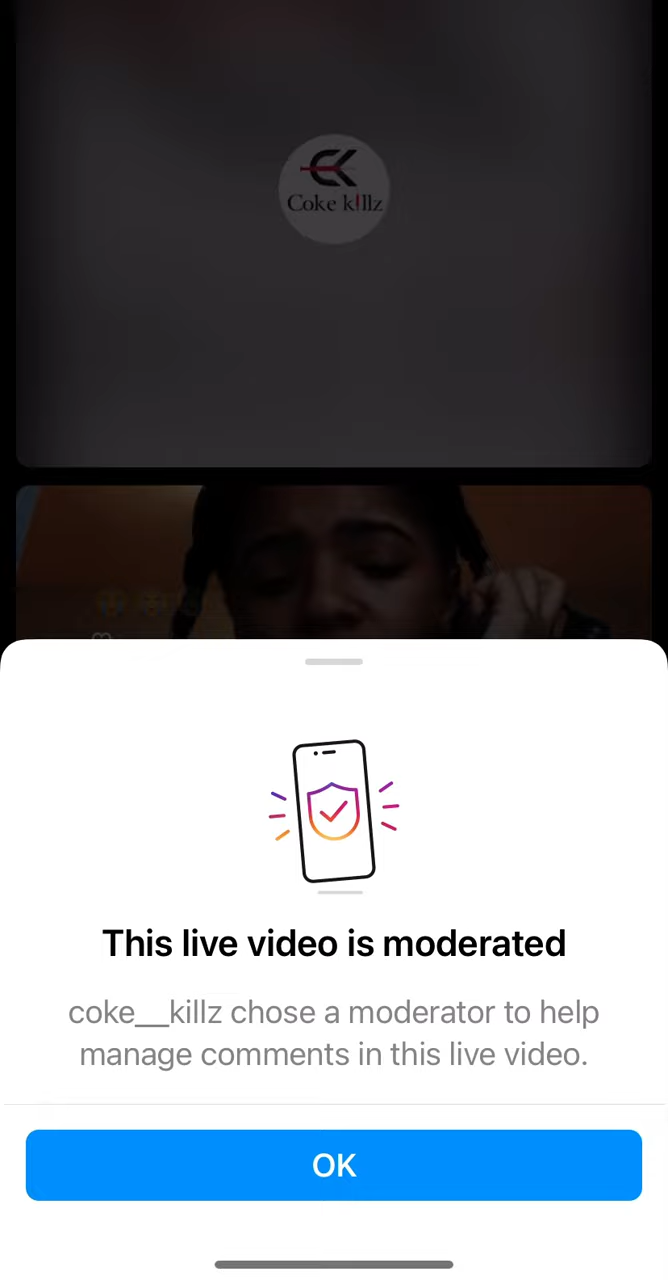 Coke k!llz
This live video is moderated
coke__killz chose a moderator to help
manage comments in this live video.
OK